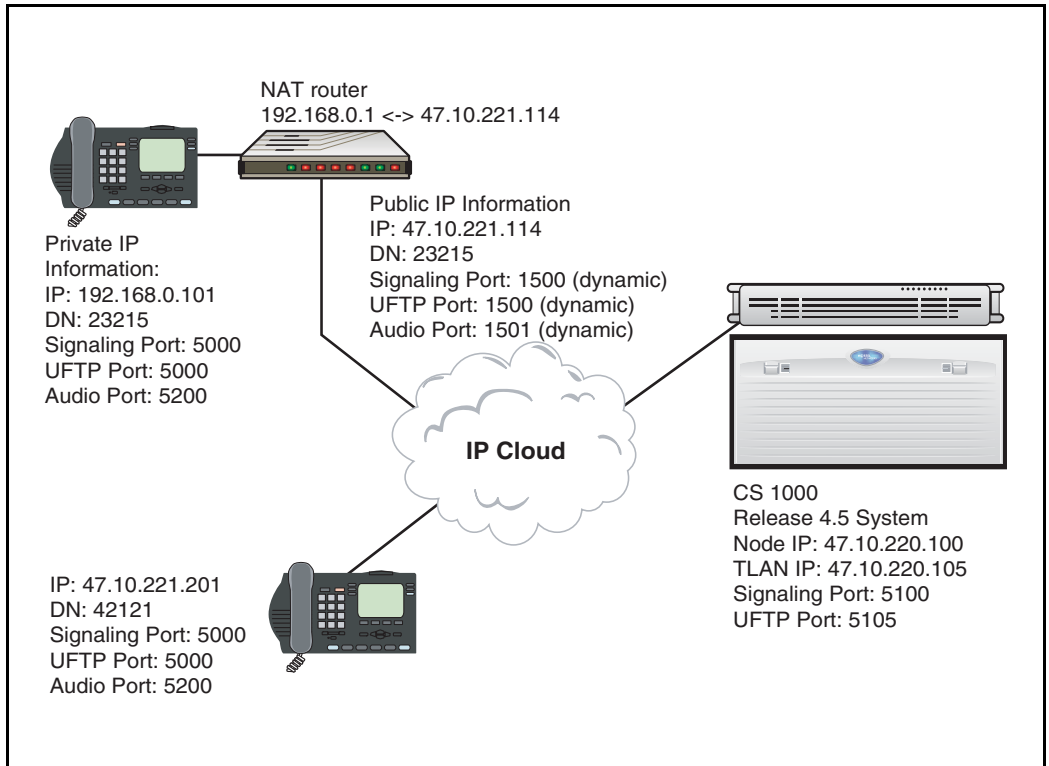 NAT router
192.168.0.1 <-> 47.10.221.114
Public IP Information
IP: 47.10.221.114
DN: 23215
Signaling Port: 1500 (dynamic)
UFTP Port: 1500 (dynamic)
Audio Port: 1501 (dynamic)
Private IP
Information:
IP: 192.168.0.101
DN: 23215
Signaling Port: 5000
UFTP Port: 5000
Audio Port: 5200
IP Cloud
CS 1000
Release 4.5 System
Node IP: 47.10.220.100
TLAN IP: 47.10.220.105
Signaling Port: 5100
UFTP Port: 5105
IP: 47.10.221.201
DN: 42121
Signaling Port: 5000
UFTP Port: 5000
Audio Port: 5200